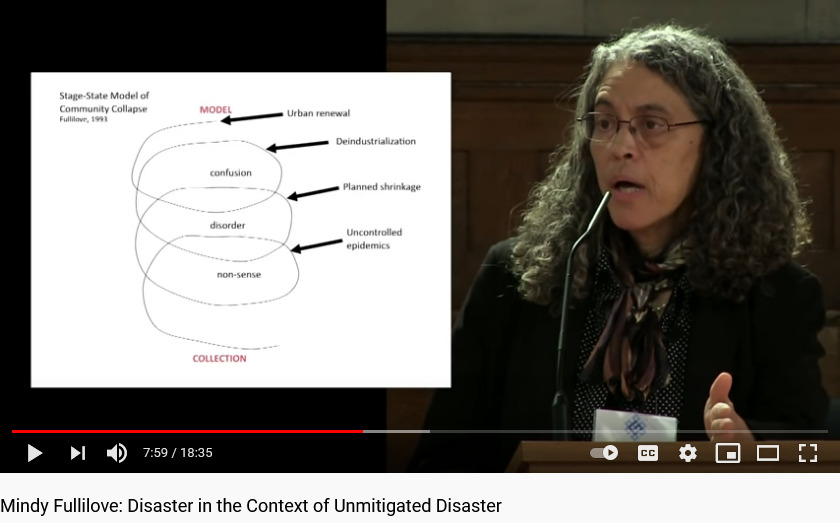 Stage-State Model of
Community Collapse
Fullilove, 1993
MODEL
Urban renewal
Deindustrialization
confusion
Planned shrinkage
disorder
Uncontrolled
epidemics
non-sense
COLLECTION
7:59 / 18:35
CC
Mindy Fullilove: Disaster in the Context of Unmitigated Disaster